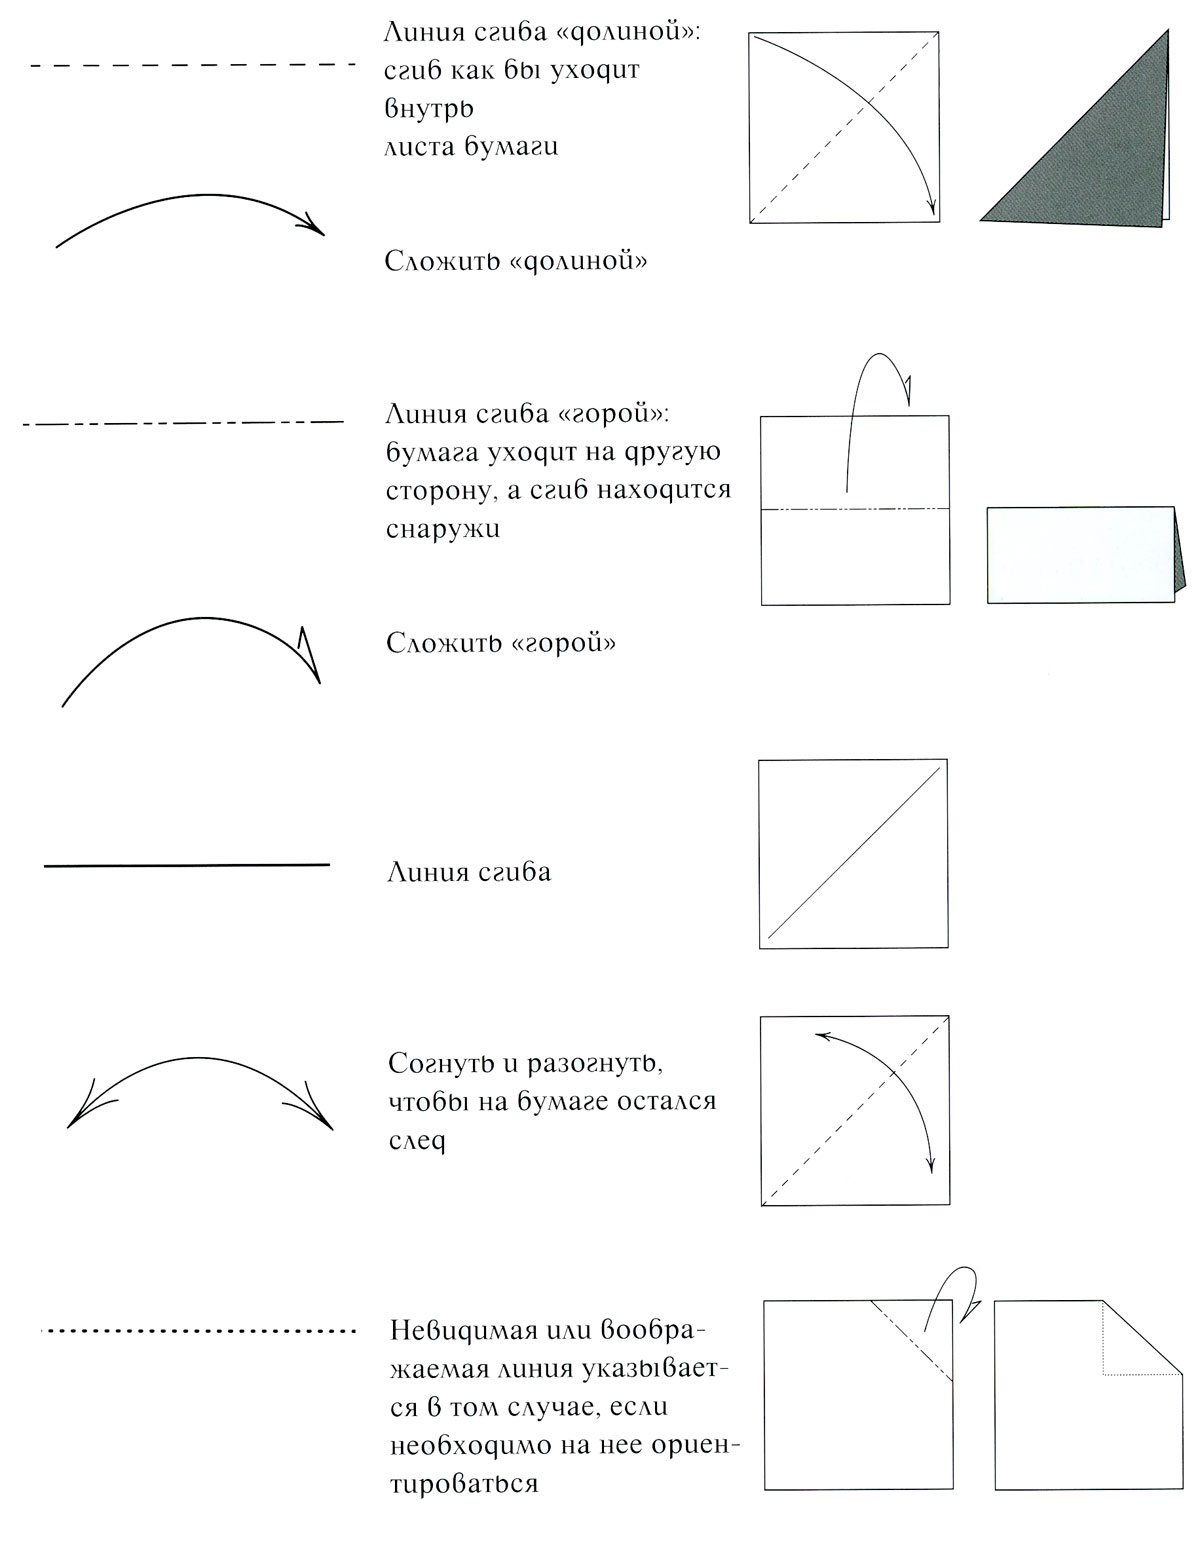 Линия сгиба «долиной»:
сгиб как бы уходит
внутрь
листа бумаги
Сложить «долиной»
Линия сгиба «горой»:
бумага уходит на другую
сторону, а сгиб находится
снаружи
Сложить «горой»
Линия сгиба
Согнуть и разогнуть,
чтобы на бумаге остался
след
Невидимая или вообра-
жаемая линия указывает-
ся в том случае, если
необходимо на нее ориен-
тироваться